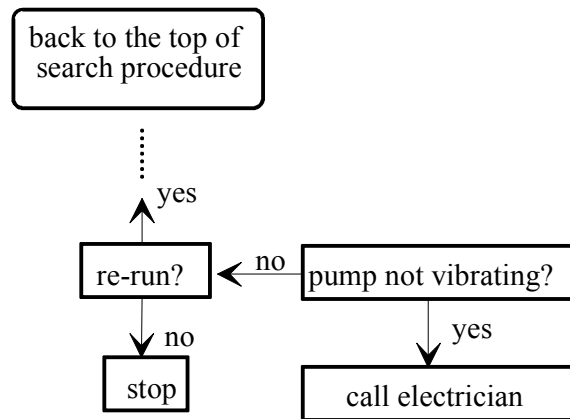 back to the top of
search procedure
yes
re-run?
no
pump not vibrating?
no
yes
stop
call electrician